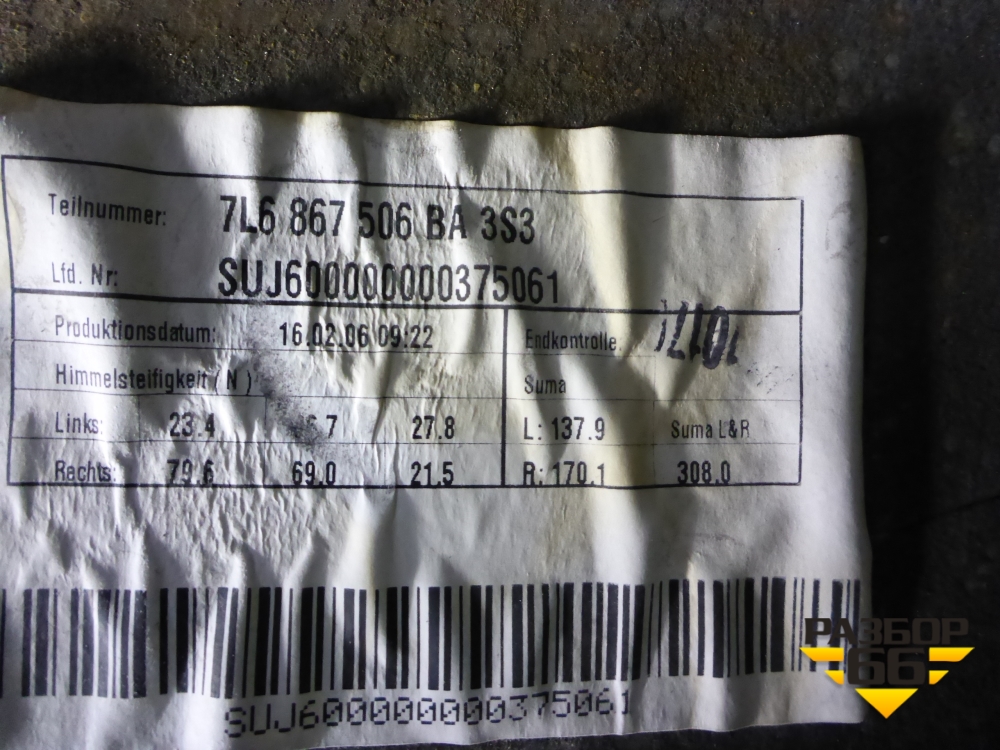 Teilnummer: 7L6 867 506 BA 3S3
Lfd. Nr: SUJ600000000375061
Produktionsdatum: 16.02.06 09:22 Endkontrolle:
Himmelsteifigkeit ( N ) Suma
Links: 23.4 27.8 L: 137.9 Suma L&R
Rechts: 79.6 69.0 21.5 R: 170.1 308.0
SUJ600000000375061
РАЗБОР
66